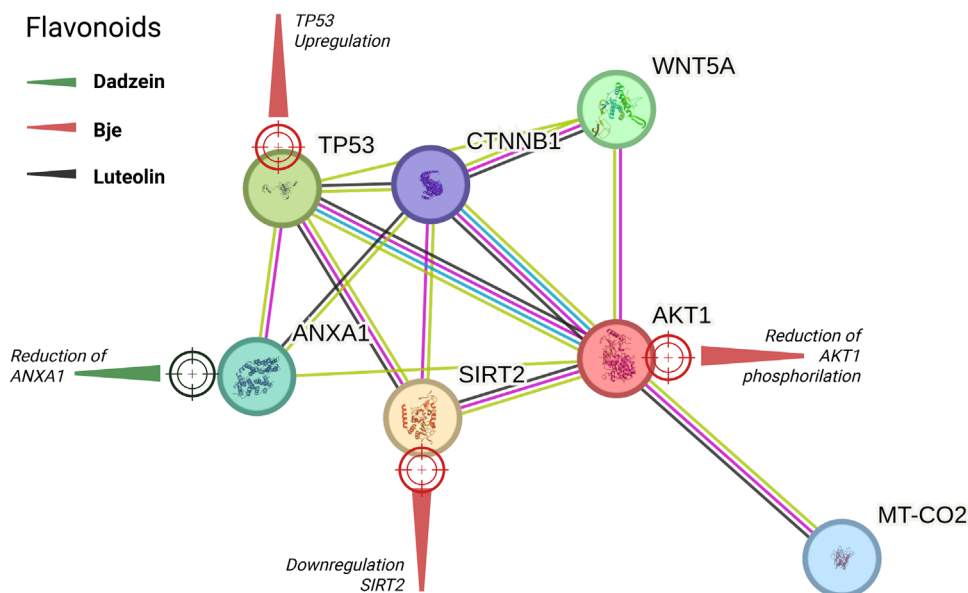 Flavonoids
Dadzein
Bje
Luteolin
TP53
Upregulation
TP53
CTNNB1
WNT5A
ANXA1
AKT1
SIRT2
MT-CO2
Reduction of
ANXA1
Reduction of
AKT1
phosphorilation
Downregulation
SIRT2